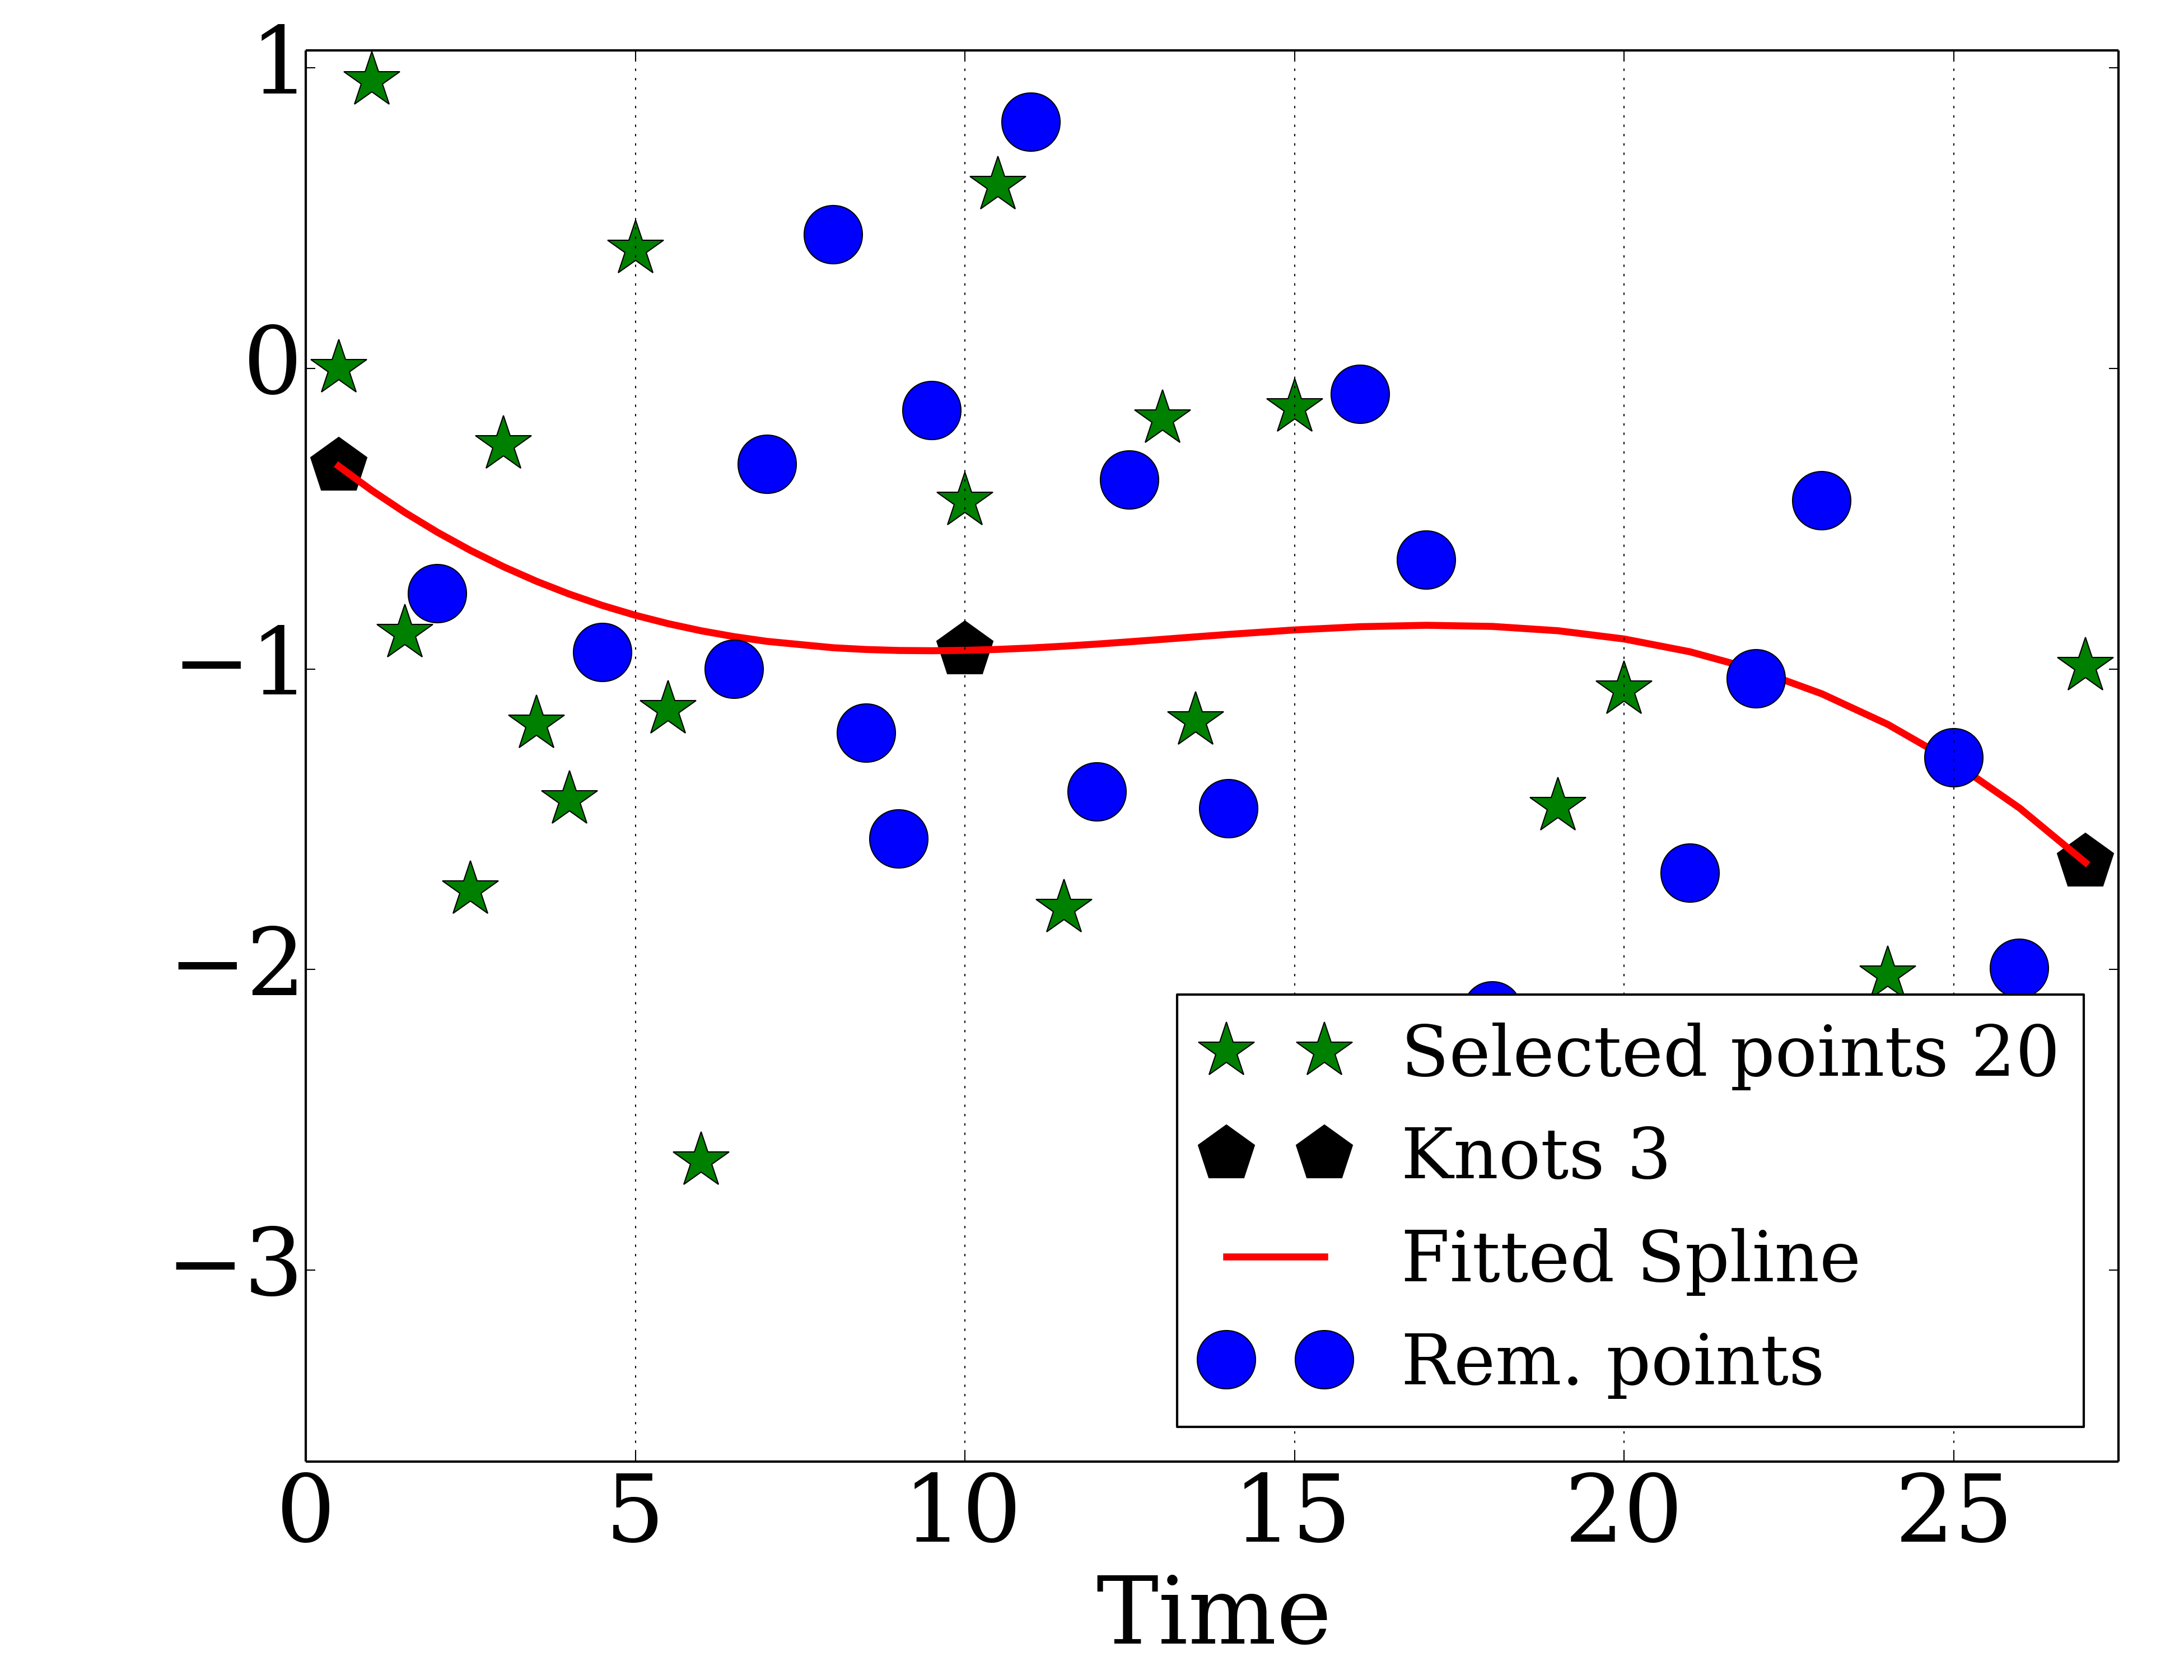 1
0
−1
−2
−3
Selected points 20
Knots 3
Fitted Spline
Rem. points
0 5 10 15 20 25
Time